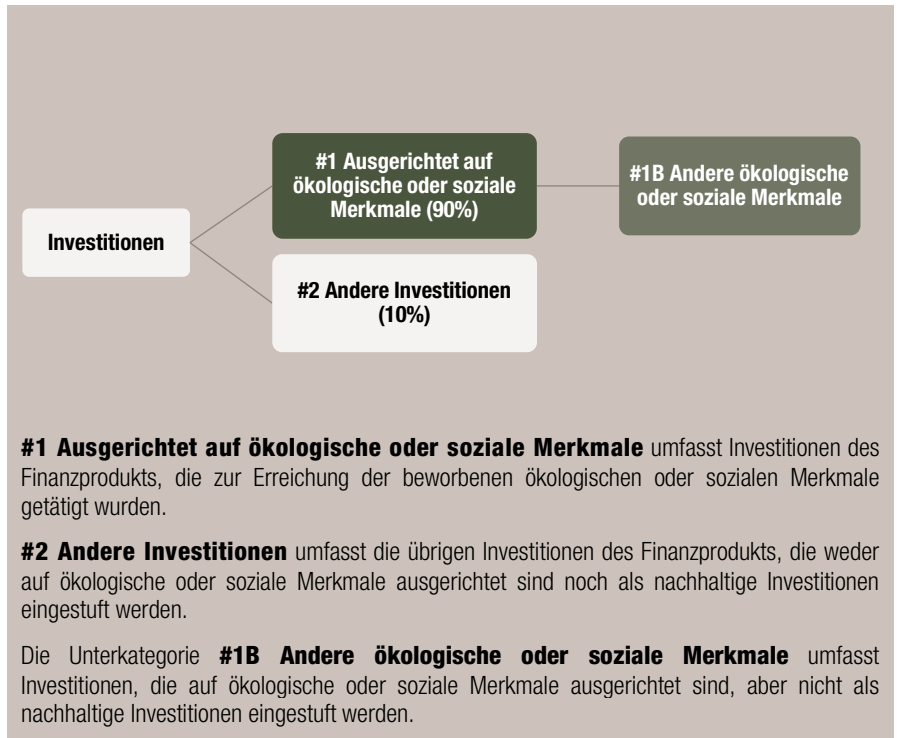 #1 Ausgerichtet auf
ökologische oder soziale
Merkmale (90%)
#1B Andere ökologische
oder soziale Merkmale
Investitionen
#2 Andere Investitionen
(10%)
#1 Ausgerichtet auf ökologische oder soziale Merkmale umfasst Investitionen des
Finanzprodukts, die zur Erreichung der beworbenen ökologischen oder sozialen Merkmale
getätigt wurden.
#2 Andere Investitionen umfasst die übrigen Investitionen des Finanzprodukts, die weder
auf ökologische oder soziale Merkmale ausgerichtet sind noch als nachhaltige Investitionen
eingestuft werden.
Die Unterkategorie #1B Andere ökologische oder soziale Merkmale umfasst
Investitionen, die auf ökologische oder soziale Merkmale ausgerichtet sind, aber nicht als
nachhaltige Investitionen eingestuft werden.